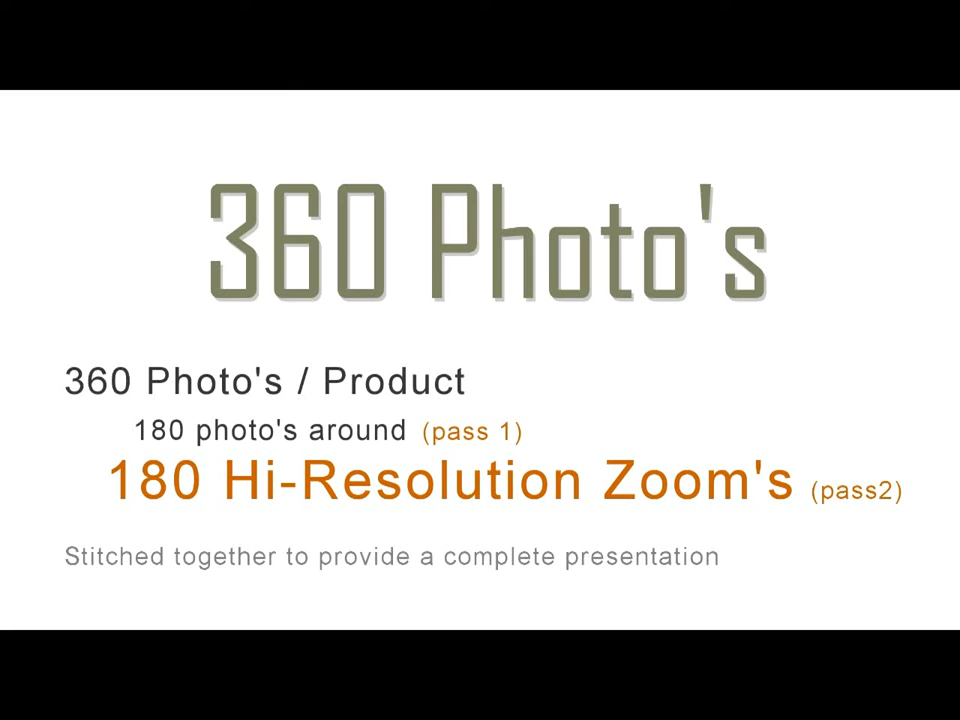 360 Photo's
360 Photo's / Product
180 photo's around (pass 1)
180 Hi-Resolution Zoom's (pass2)
Stitched together to provide a complete presentation